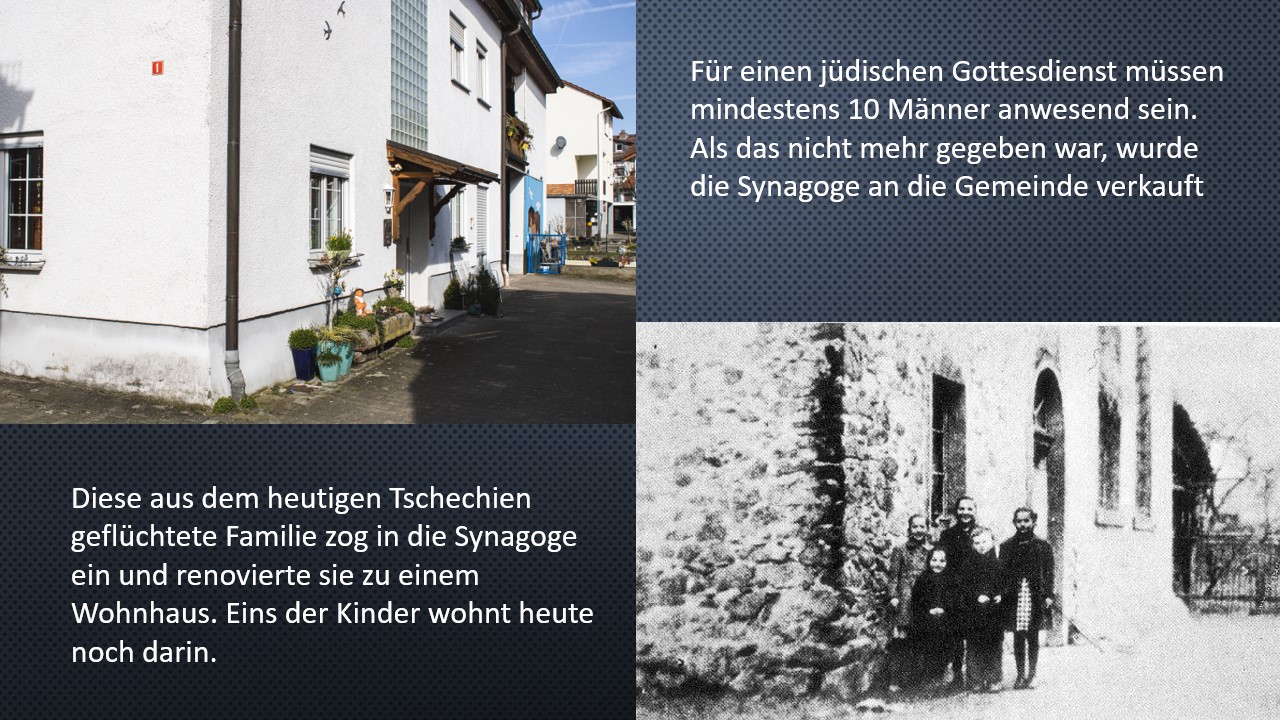 1
Für einen jüdischen Gottesdienst müssen
mindestens 10 Männer anwesend sein.
Als das nicht mehr gegeben war, wurde
die Synagoge an die Gemeinde verkauft
Diese aus dem heutigen Tschechien
geflüchtete Familie zog in die Synagoge
ein und renovierte sie zu einem
Wohnhaus. Eins der Kinder wohnt heute
noch darin.